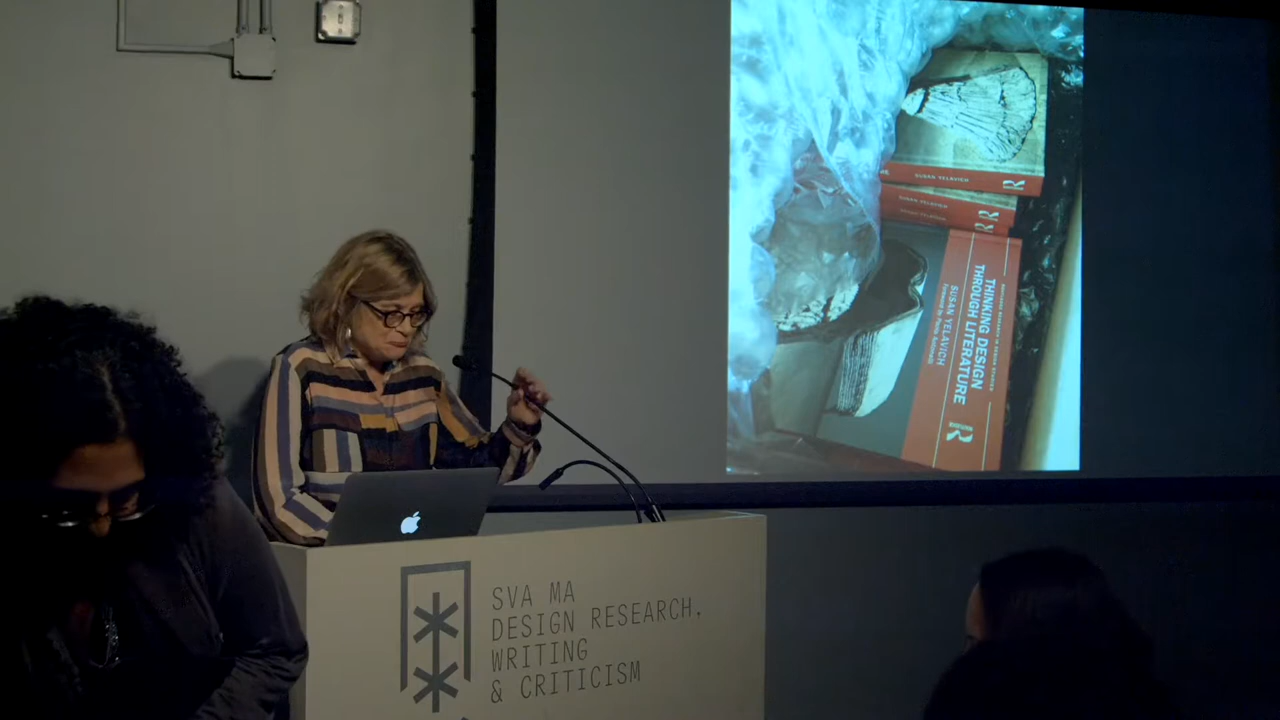 SVA MA
DESIGN RESEARCH,
WRITING
& CRITICISM
SUSAN YELAVICH
R
SUSAN YELAVICH
R
R
THINKING DESIGN
THROUGH LITERATURE
SUSAN YELAVICH
R